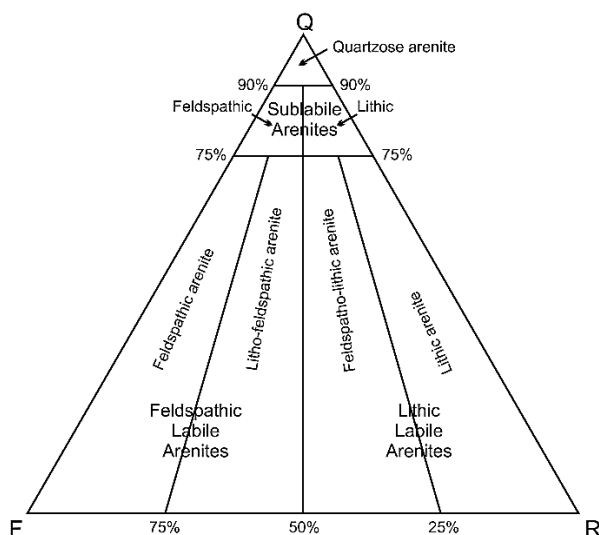 Q
Quartzose arenite
90%
90%
Feldspathic
Sublabile
Arenites
Lithic
75%
75%
Feldspathic arenite
Litho-feldspathic arenite
Feldspatho-lithic arenite
Lithic arenite
Feldspathic
Labile
Arenites
Lithic
Labile
Arenites
F
75%
50%
25%
R